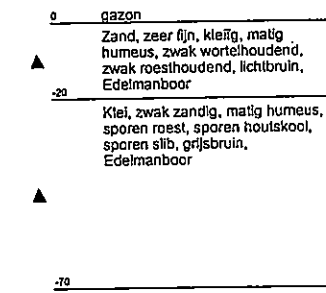 0 gazon
Zand, zeer fijn, kleiïg, matig
humeus, zwak wortelhoudend,
zwak roesthoudend, lichtbruin,
Edelmanboor
-20
Klei, zwak zandig, matig humeus,
sporen roest, sporen houtskool,
sporen slib, grijsbruin,
Edelmanboor
-70